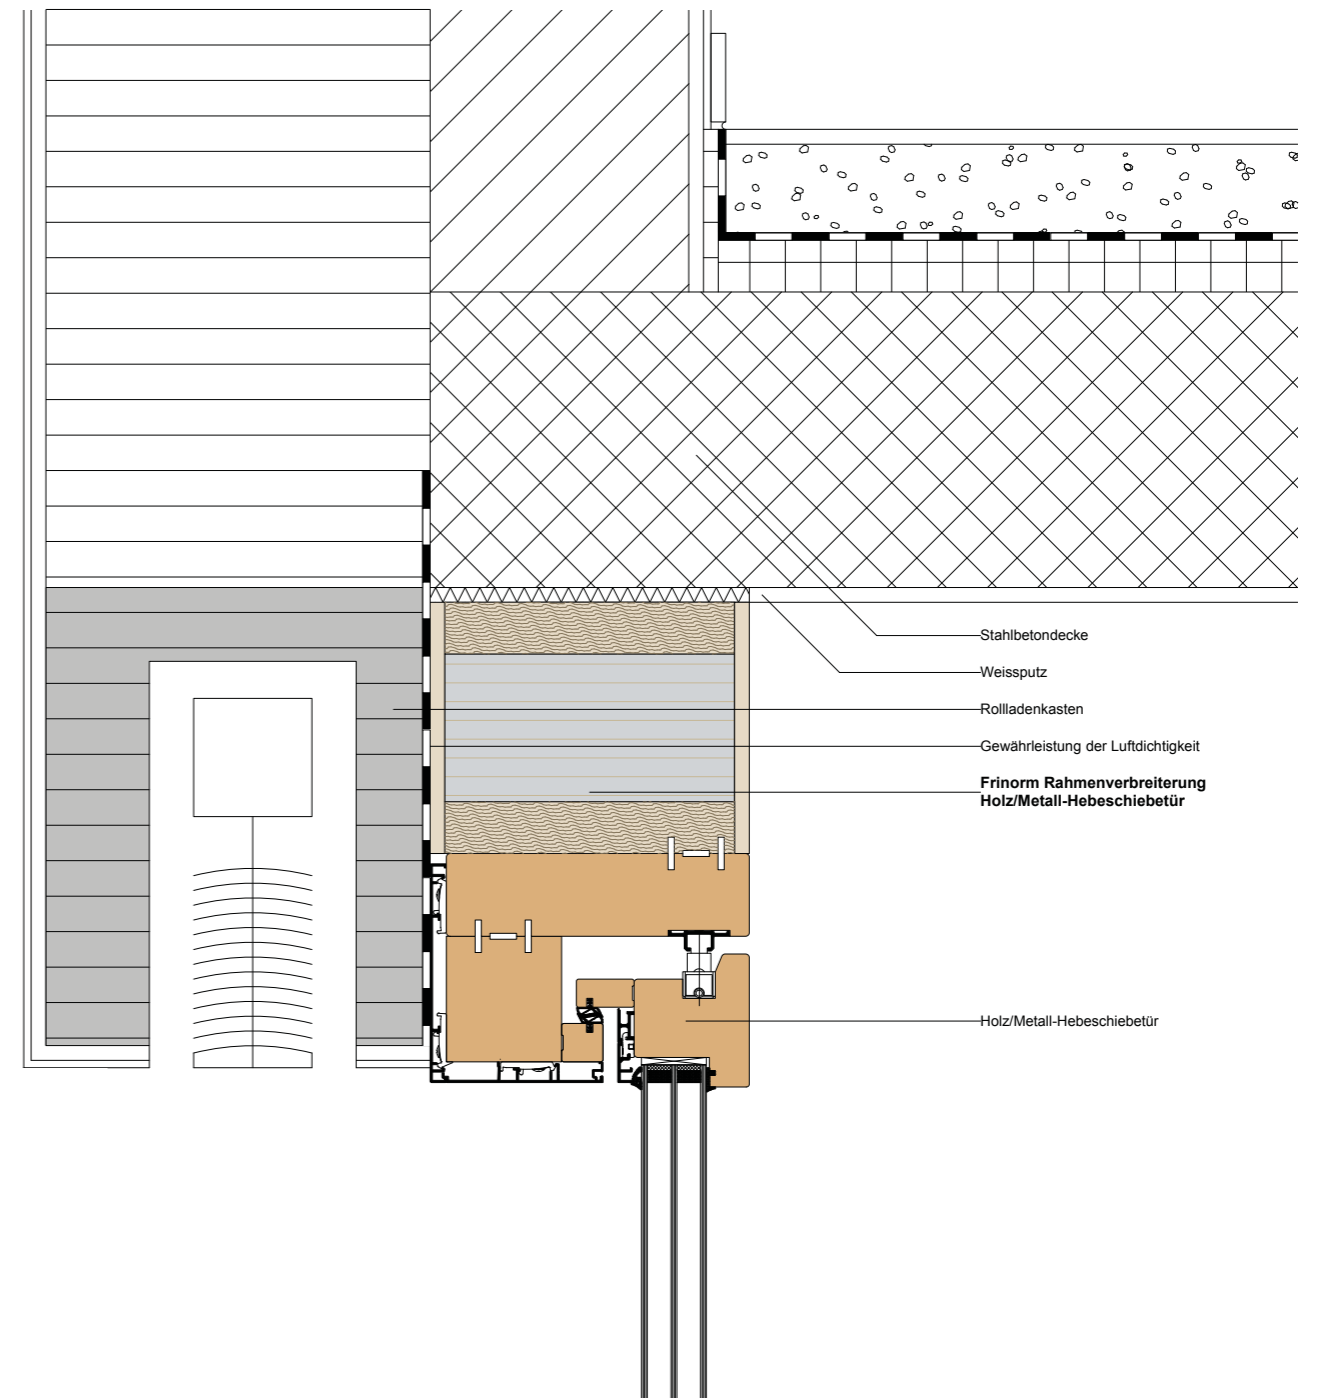 Stahlbetondecke
Weissputz
Rollladenkasten
Gewährleistung der Luftdichtigkeit
Frinorm Rahmenverbreiterung
Holz/Metall-Hebeschiebetür
Holz/Metall-Hebeschiebetür